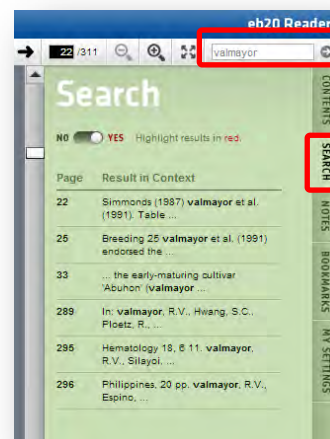 eb20 Reader
22 /311
valmayor
Search
NO YES Highlight results in red.
Page Result in Context
22 Simmonds (1987) valmayor et al.
(1991). Table ...
25 Breeding 25 valmayor et al. (1991)
endorsed the ...
33 ... the early-maturing cultivar
'Abuhon' (valmayor ...
289 In: valmayor, R.V., Hwang, S.C.,
Ploetz, R., ...
295 Hematology 18, 6 11. valmayor,
R.V., Silayoi, ...
296 Philippines, 20 pp. valmayor, R.V.,
Espino, ...
CONTENTS
SEARCH
NOTES
BOOKMARKS
MY SETTINGS